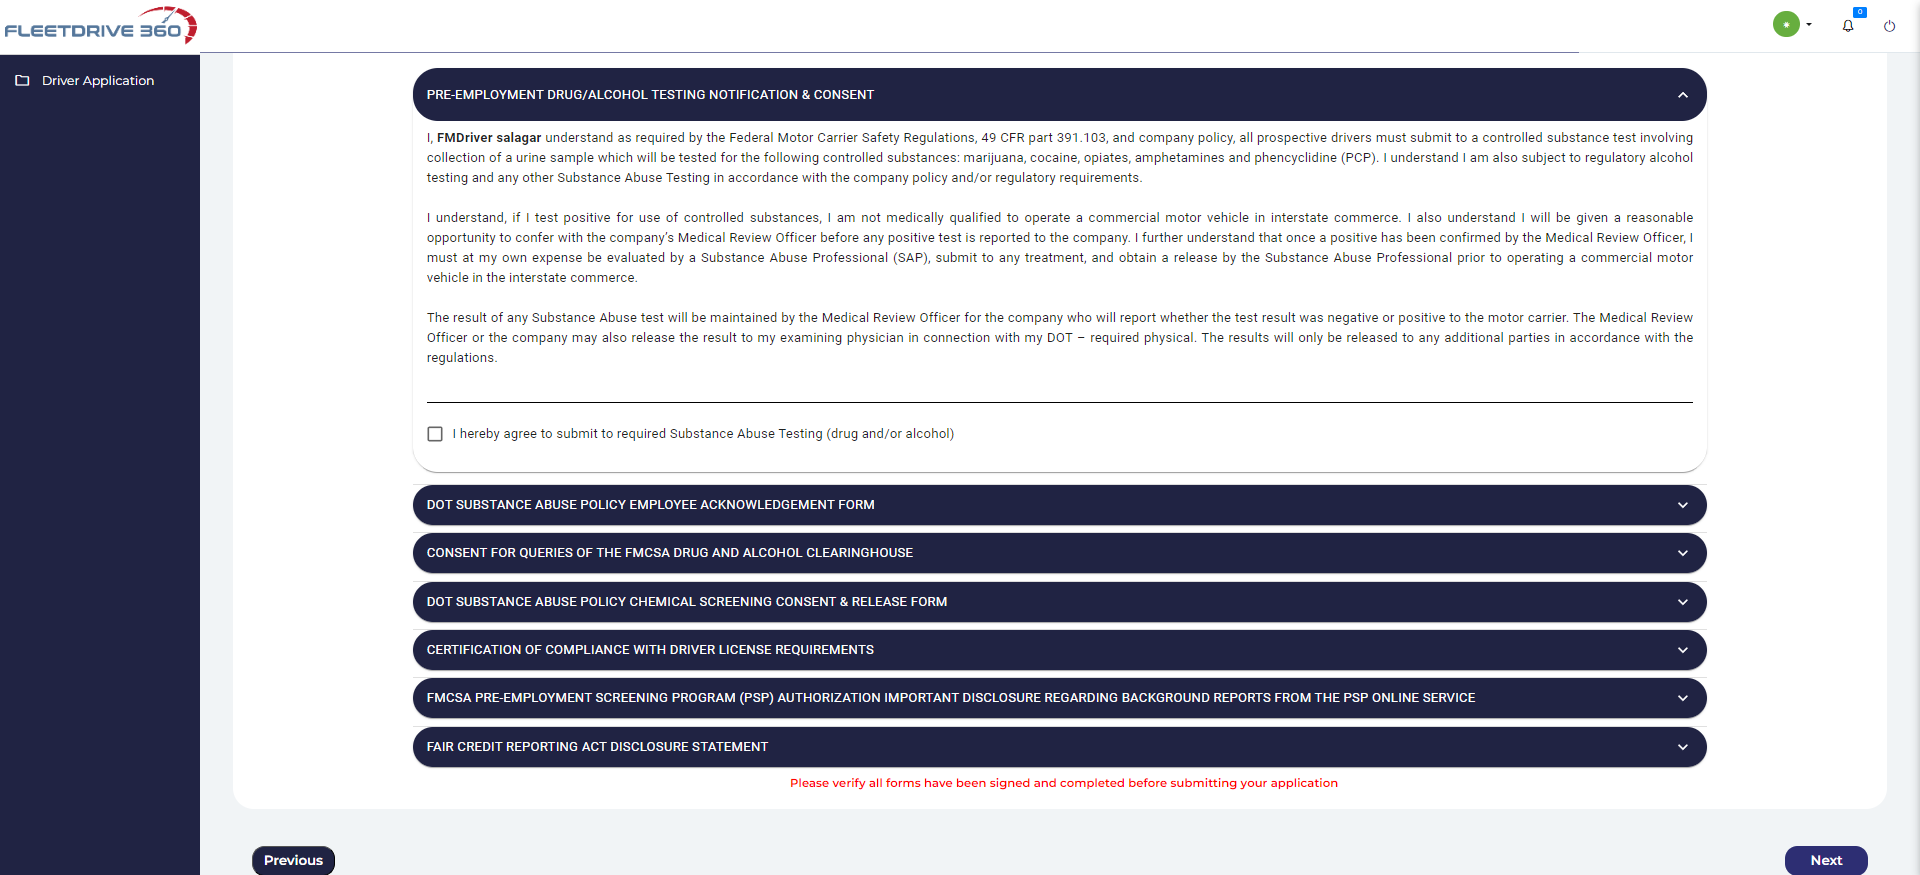 FLEETDRIVE 360
0
Driver Application
PRE-EMPLOYMENT DRUG/ALCOHOL TESTING NOTIFICATION & CONSENT
I, FMDriver salagar understand as required by the Federal Motor Carrier Safety Regulations, 49 CFR part 391.103, and company policy, all prospective drivers must submit to a controlled substance test involving
collection of a urine sample which will be tested for the following controlled substances: marijuana, cocaine, opiates, amphetamines and phencyclidine (PCP). I understand I am also subject to regulatory alcohol
testing and any other Substance Abuse Testing in accordance with the company policy and/or regulatory requirements.
I understand, if I test positive for use of controlled substances, I am not medically qualified to operate a commercial motor vehicle in interstate commerce. I also understand I will be given a reasonable
opportunity to confer with the company’s Medical Review Officer before any positive test is reported to the company. I further understand that once a positive has been confirmed by the Medical Review Officer, I
must at my own expense be evaluated by a Substance Abuse Professional (SAP), submit to any treatment, and obtain a release by the Substance Abuse Professional prior to operating a commercial motor
vehicle in the interstate commerce.
The result of any Substance Abuse test will be maintained by the Medical Review Officer for the company who will report whether the test result was negative or positive to the motor carrier. The Medical Review
Officer or the company may also release the result to my examining physician in connection with my DOT – required physical. The results will only be released to any additional parties in accordance with the
regulations.
I hereby agree to submit to required Substance Abuse Testing (drug and/or alcohol)
DOT SUBSTANCE ABUSE POLICY EMPLOYEE ACKNOWLEDGEMENT FORM
CONSENT FOR QUERIES OF THE FMCSA DRUG AND ALCOHOL CLEARINGHOUSE
DOT SUBSTANCE ABUSE POLICY CHEMICAL SCREENING CONSENT & RELEASE FORM
CERTIFICATION OF COMPLIANCE WITH DRIVER LICENSE REQUIREMENTS
FMCSA PRE-EMPLOYMENT SCREENING PROGRAM (PSP) AUTHORIZATION IMPORTANT DISCLOSURE REGARDING BACKGROUND REPORTS FROM THE PSP ONLINE SERVICE
FAIR CREDIT REPORTING ACT DISCLOSURE STATEMENT
Please verify all forms have been signed and completed before submitting your application
Previous
Next